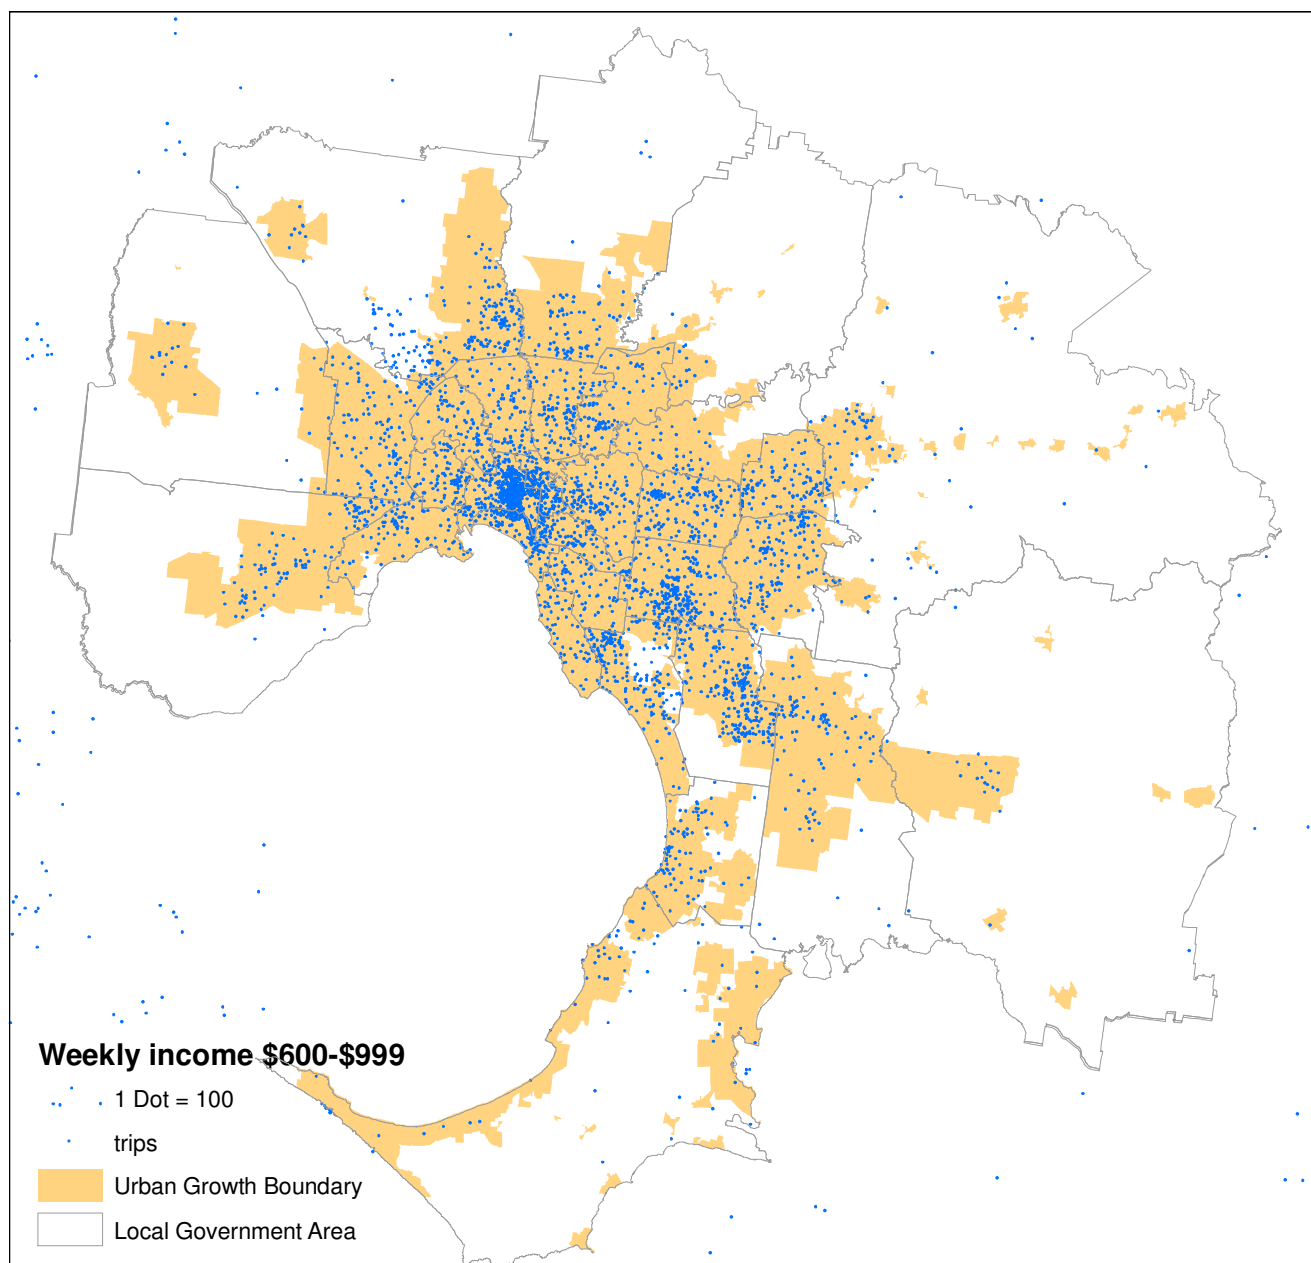 Weekly income $600-$999
1 Dot = 100
trips
Urban Growth Boundary
Local Government Area